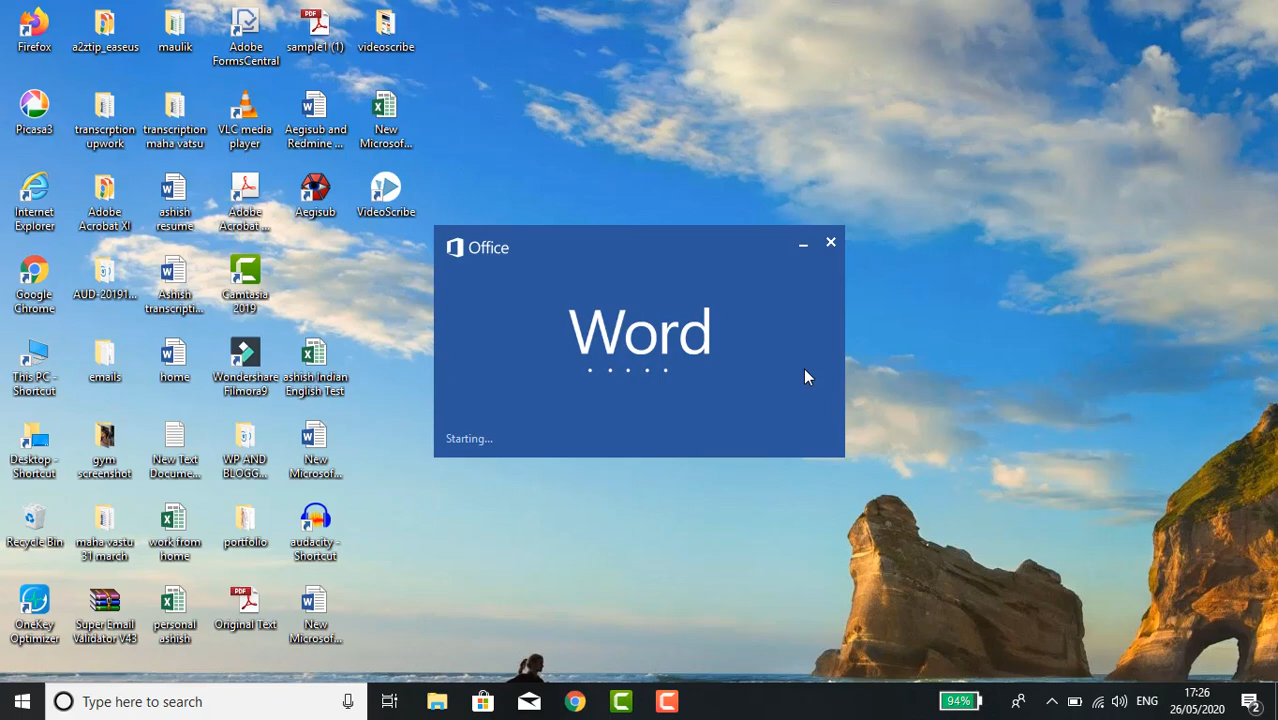 Firefox
a2ztip_easeus
maulik
Adobe
FormsCentral
sample1 (1)
videoscribe
Picasa3
transcrption
upwork
transcription
maha vatsu
VLC media
player
Aegisub and
Redmine ...
New
Microsof...
Internet
Explorer
Adobe
Acrobat XI
ashish
resume
Adobe
Acrobat ...
Aegisub
VideoScribe
Google
Chrome
AUD-20191...
Ashish
transcripti...
Camtasia
2019
This PC -
Shortcut
emails
home
Wondershare
Filmora9
ashish Indian
English Test
Desktop -
Shortcut
gym
screenshot
New Text
Docume...
WP AND
BLOGG...
New
Microsof...
Recycle Bin
maha vastu
31 march
work from
home
portfolio
audacity -
Shortcut
OneKey
Optimizer
Super Email
Validator V43
personal
ashish
Original Text
New
Microsof...
Office
Word
Starting...
Type here to search
94%
ENG
17:26
26/05/2020
2